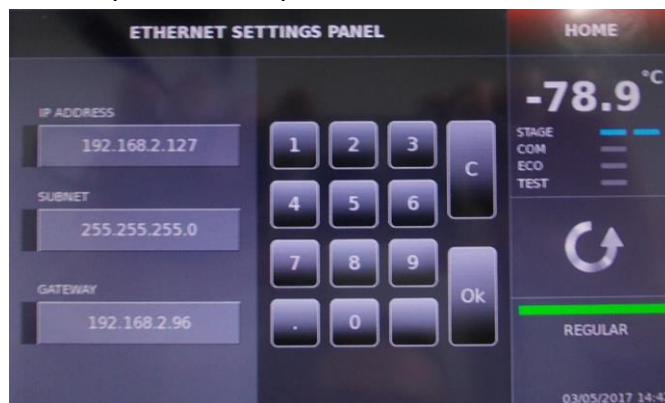 ETHERNET SETTINGS PANEL
HOME
IP ADDRESS
192.168.2.127
SUBNET
255.255.255.0
GATEWAY
192.168.2.96
1 2 3 C
4 5 6
7 8 9 Ok
. 0
-78.9 °C
STAGE
COM
ECO
TEST
REGULAR
03/05/2017